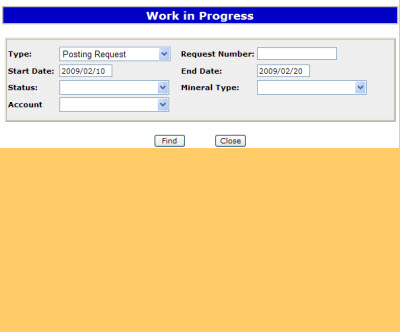 Work in Progress
Type: Posting Request Request Number:
Start Date: 2009/02/10 End Date: 2009/02/20
Status: Mineral Type:
Account
Find Close